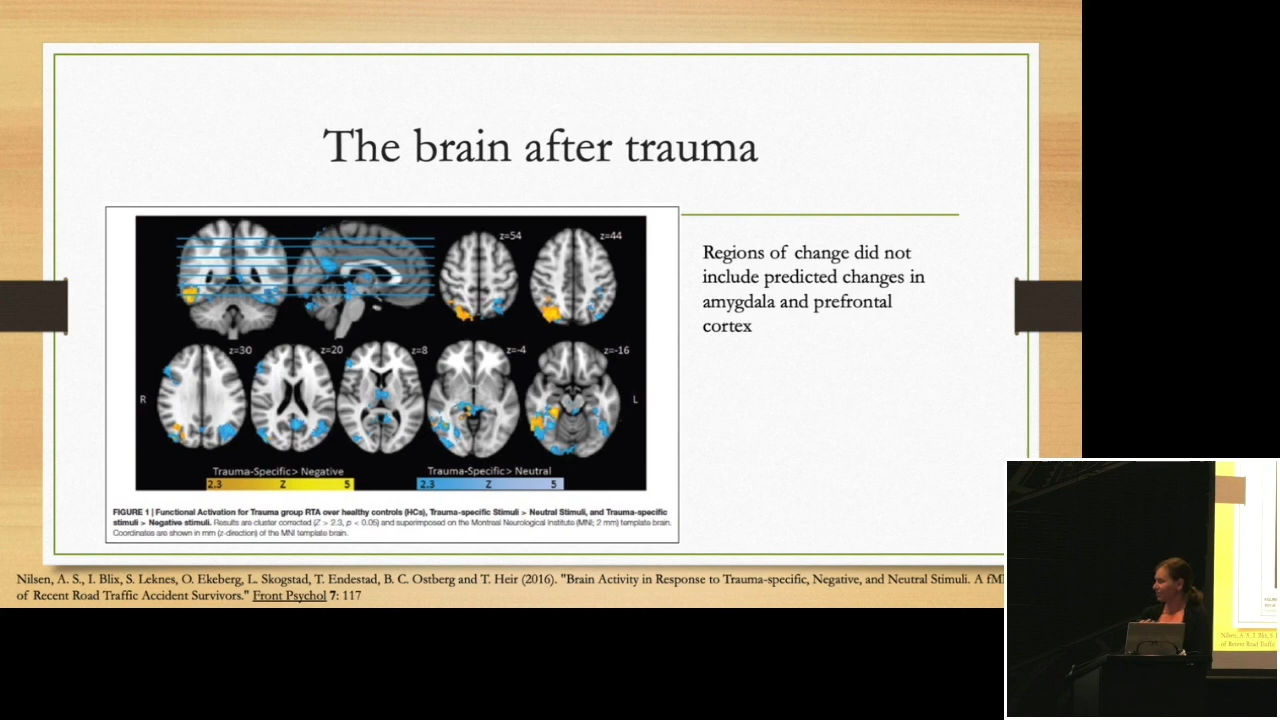 The brain after trauma
z=54
z=44
z=30
z=20
z=8
z=-4
z=-16
R
L
Trauma-Specific> Negative
Trauma-Specific> Neutral
2.3 Z 5
2.3 Z 5
FIGURE 1 | Functional Activation for Trauma group RTA over healthy controls (HCs), Trauma-specific Stimuli > Neutral Stimuli, and Trauma-specific
stimuli > Negative stimuli. Results are cluster corrected (Z > 2.3, p < 0.05) and superimposed on the Montreal Neurological Institute (MNI; 2 mm) template brain.
Coordinates are shown in mm (z-direction) of the MNI template brain.
Regions of change did not
include predicted changes in
amygdala and prefrontal
cortex
Nilsen, A. S., I. Blix, S. Leknes, O. Ekeberg, L. Skogstad, T. Endestad, B. C. Ostberg and T. Heir (2016). "Brain Activity in Response to Trauma-specific, Negative, and Neutral Stimuli. A
of Recent Road Traffic Accident Survivors." Front Psychol 7: 117